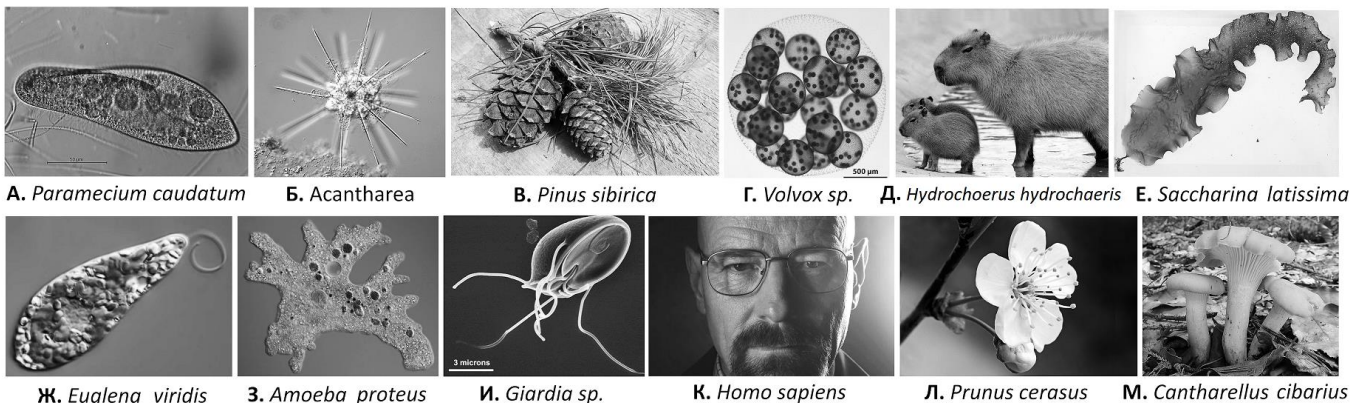 А. Paramecium caudatum
Б. Acantharea
В. Pinus sibirica
500 µm
Г. Volvox sp.
Д. Hydrochoerus hydrochaeris
Е. Saccharina latissima
Ж. Euglena viridis
З. Amoeba proteus
3 microns
И. Giardia sp.
К. Homo sapiens
Л. Prunus cerasus
М. Cantharellus cibarius